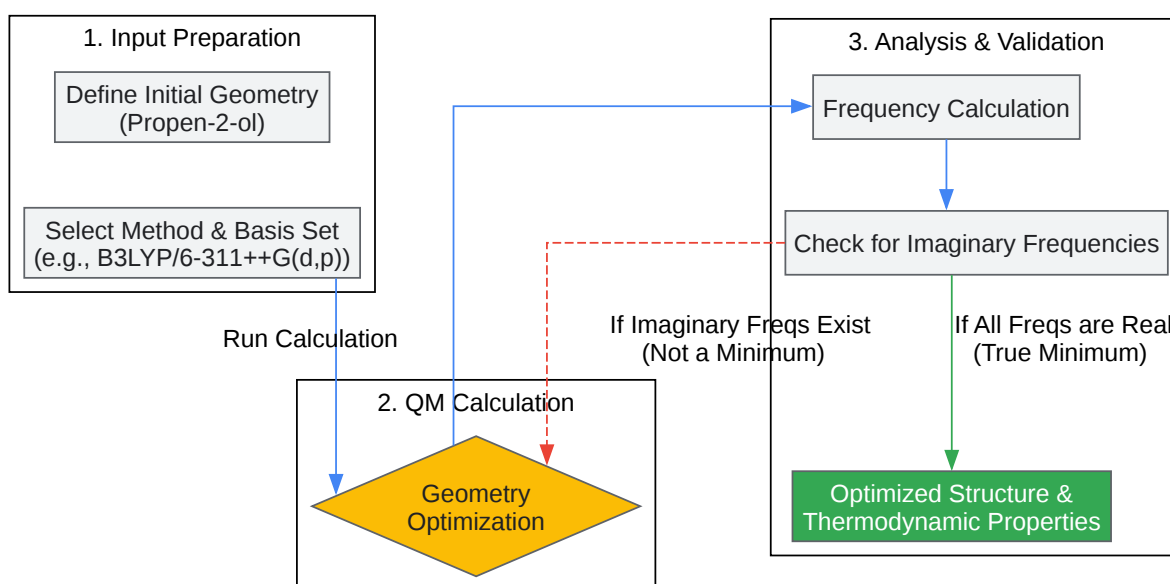 1. Input Preparation
Define Initial Geometry
(Propen-2-ol)
Select Method & Basis Set
(e.g., B3LYP/6-311++G(d,p))
Run Calculation
2. QM Calculation
Geometry
Optimization
3. Analysis & Validation
Frequency Calculation
Check for Imaginary Frequencies
If Imaginary Freqs Exist
(Not a Minimum)
If All Freqs are Real
(True Minimum)
Optimized Structure &
Thermodynamic Properties